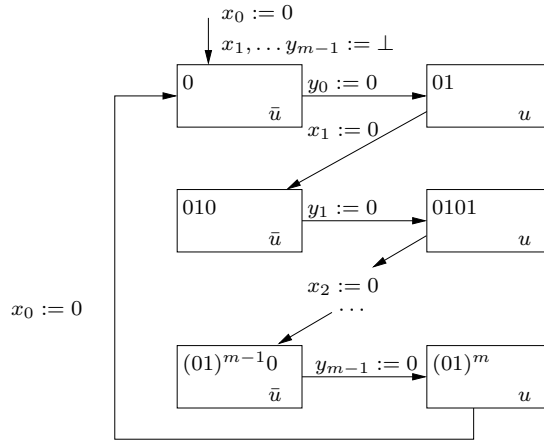 x_0 := 0
x_1, … y_{m−1} := ⊥
0 y_0 := 0 01
ū u
x_1 := 0
010 y_1 := 0 0101
ū u
x_2 := 0
x_0 := 0 …
(01)^{m−1}0 y_{m−1} := 0 (01)^m
ū u